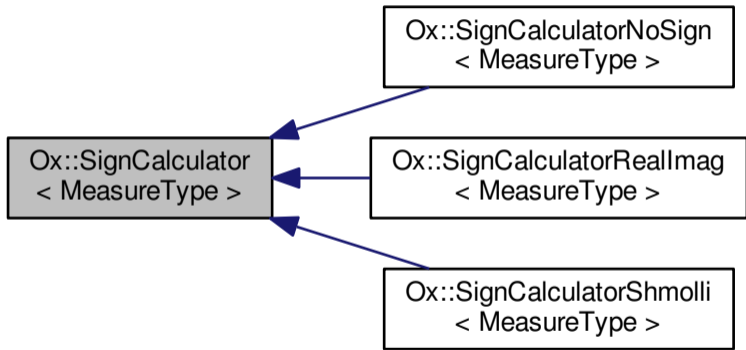 Ox::SignCalculatorNoSign
< MeasureType >
Ox::SignCalculator
< MeasureType >
Ox::SignCalculatorRealImag
< MeasureType >
Ox::SignCalculatorShmolli
< MeasureType >